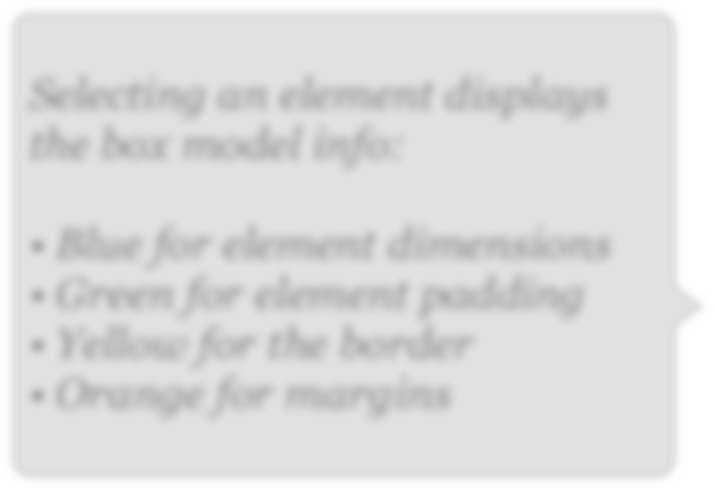 Selecting an element displays
the box model info:
• Blue for element dimensions
• Green for element padding
• Yellow for the border
• Orange for margins